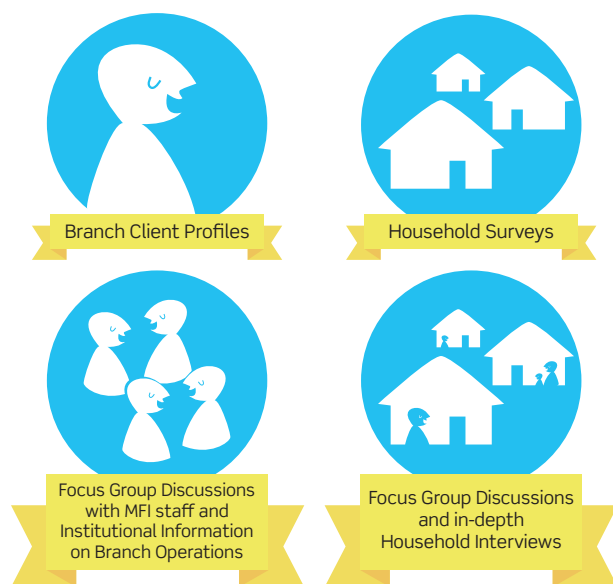 Branch Client Profiles
Household Surveys
Focus Group Discussions
with MFI staff and
Institutional Information
on Branch Operations
Focus Group Discussions
and in-depth
Household Interviews